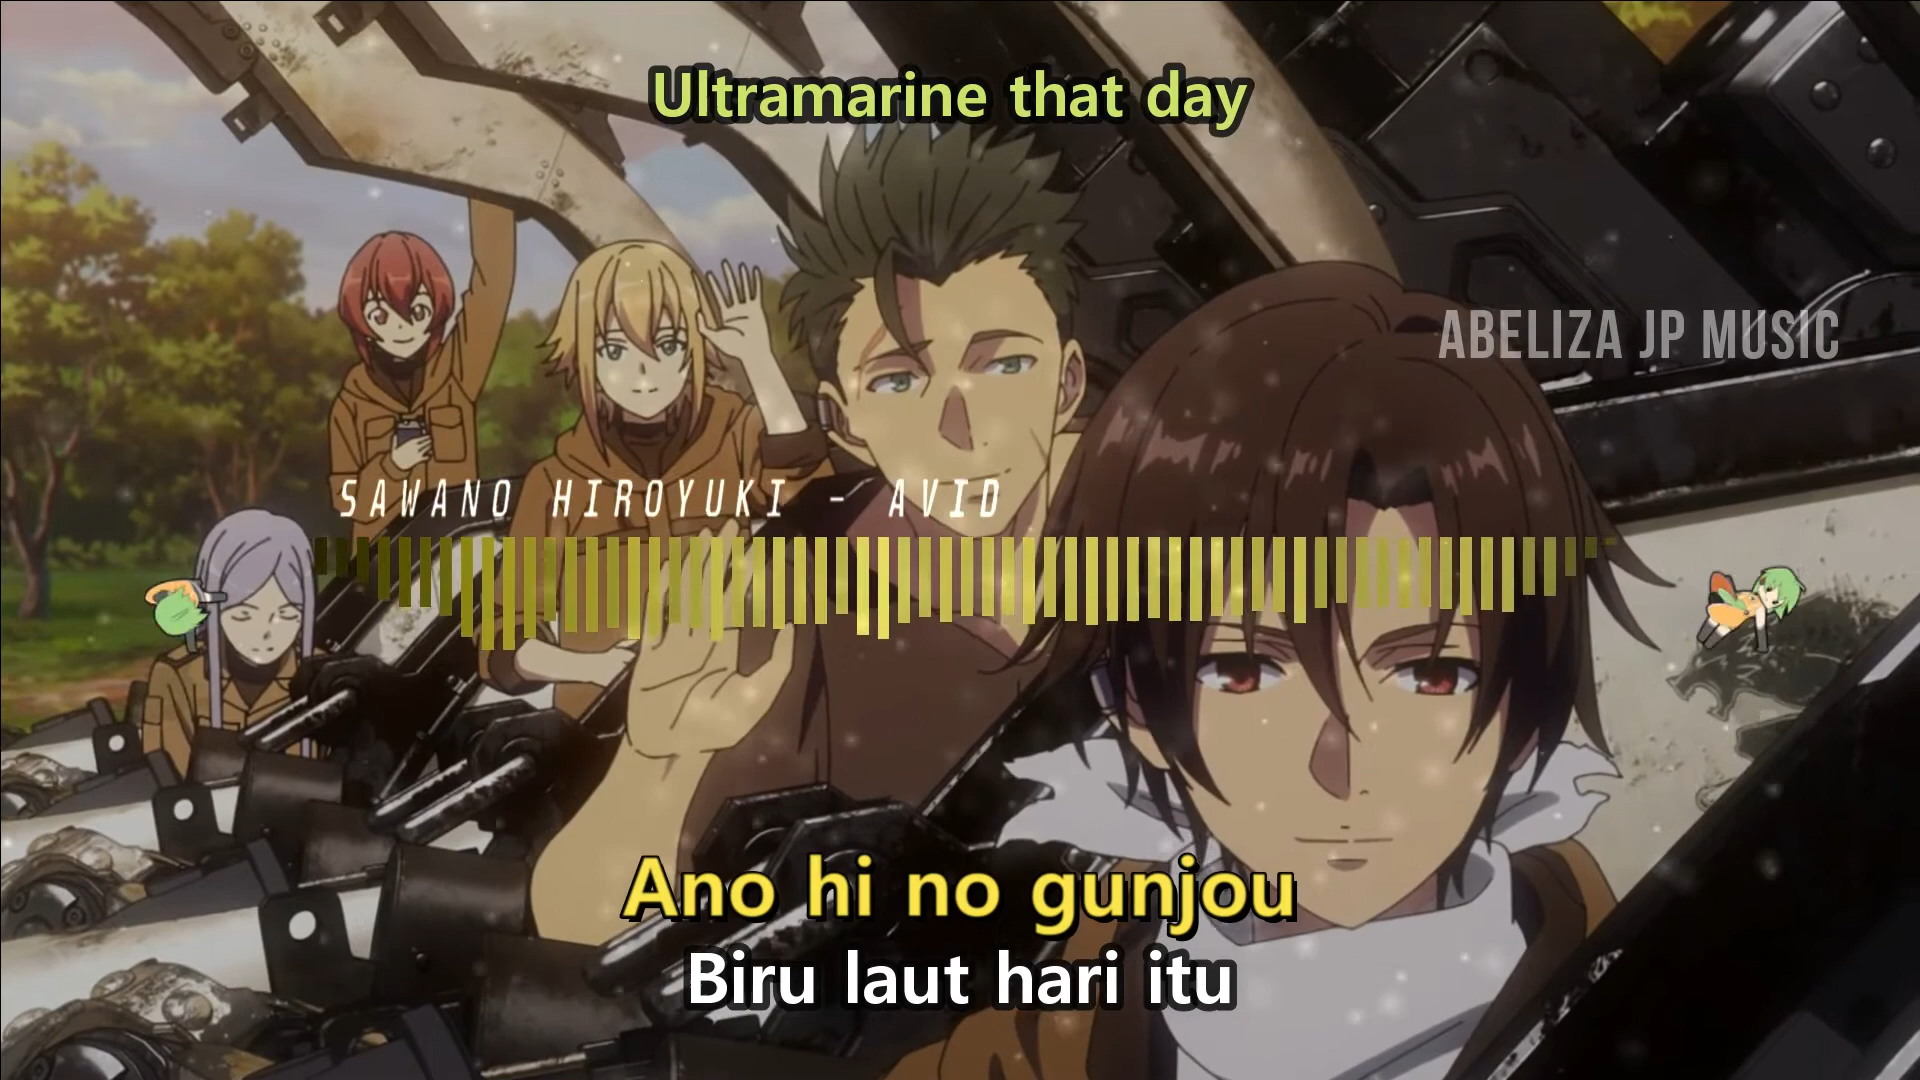 Ultramarine that day
ABELIZA JP MUSIC
SAWANO HIROYUKI - AVID
Ano hi no gunjou
Biru laut hari itu